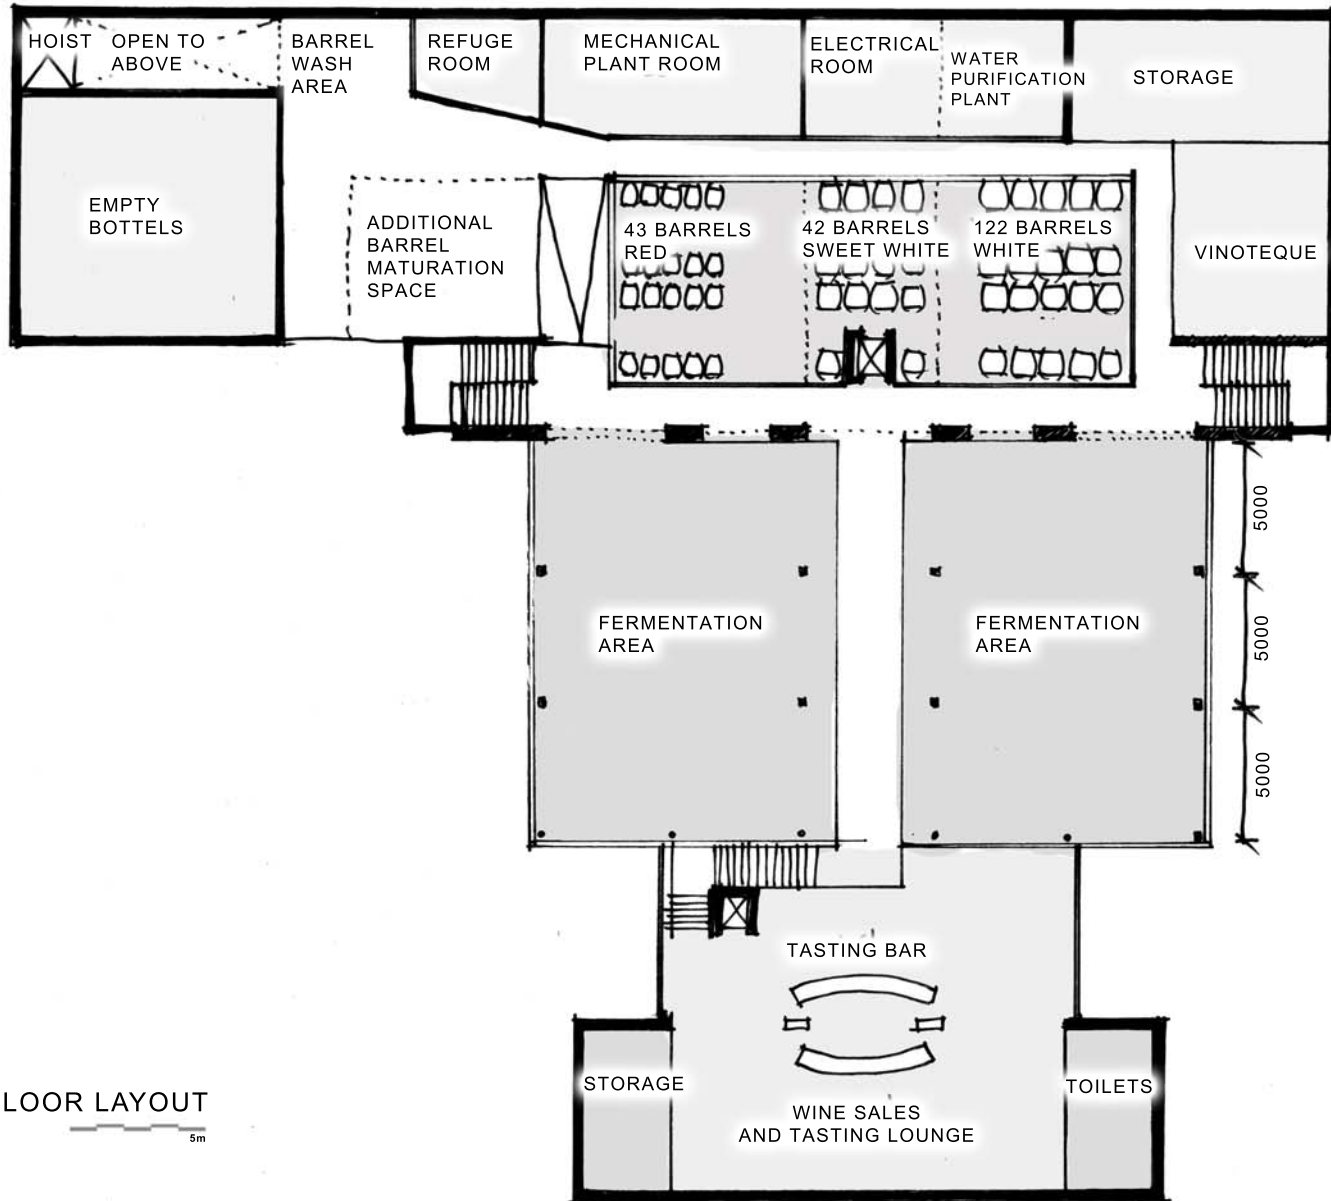 HOIST
OPEN TO
ABOVE
BARREL
WASH
AREA
REFUGE
ROOM
MECHANICAL
PLANT ROOM
ELECTRICAL
ROOM
WATER
PURIFICATION
PLANT
STORAGE
EMPTY
BOTTELS
ADDITIONAL
BARREL
MATURATION
SPACE
43 BARRELS
RED
42 BARRELS
SWEET WHITE
122 BARRELS
WHITE
VINOTEQUE
5000
FERMENTATION
AREA
FERMENTATION
AREA
5000
5000
TASTING BAR
STORAGE
TOILETS
WINE SALES
AND TASTING LOUNGE
LOOR LAYOUT
5m